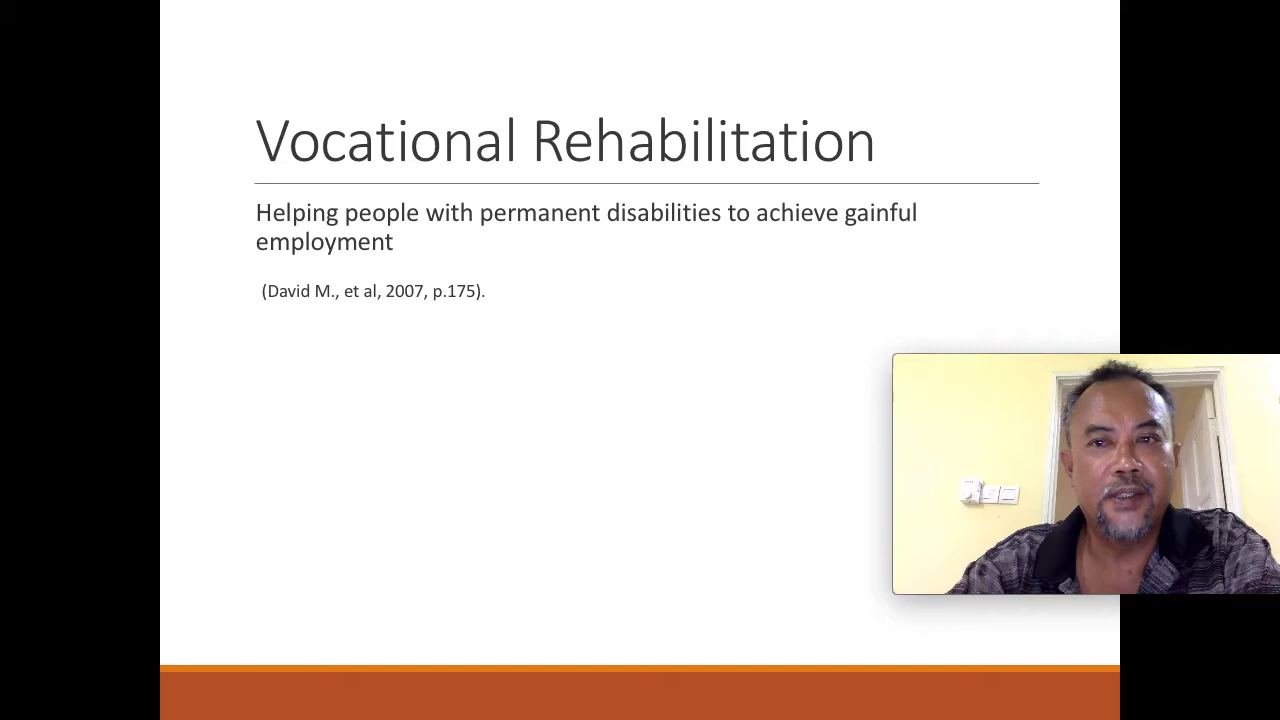 Vocational Rehabilitation
Helping people with permanent disabilities to achieve gainful
employment
(David M., et al, 2007, p.175).